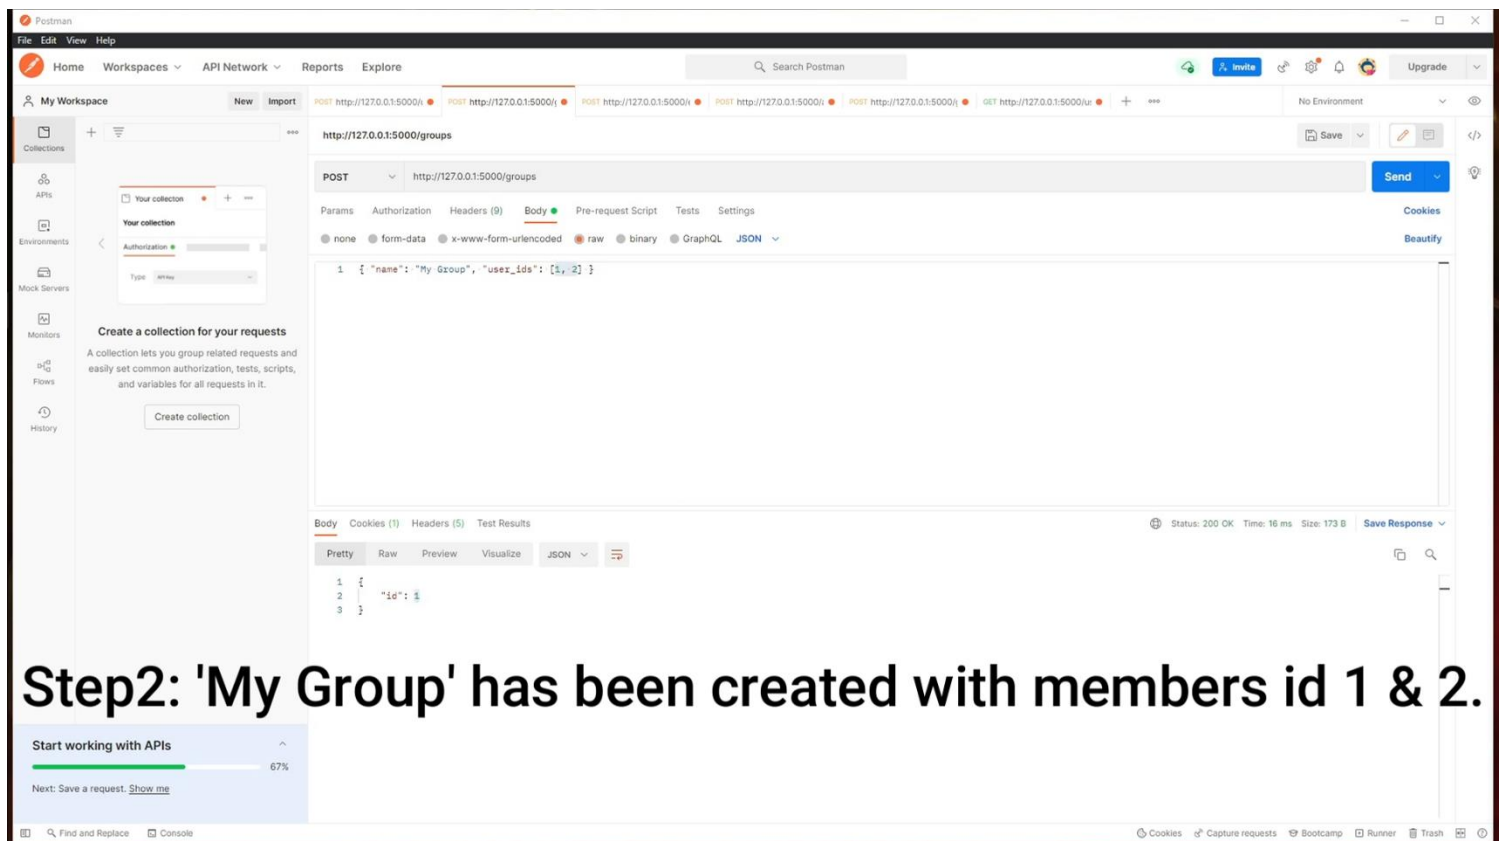 Postman
File Edit View Help
Home Workspaces API Network Reports Explore
Search Postman
Invite
Upgrade
My Workspace
New Import
POST http://127.0.0.1:5000/
POST http://127.0.0.1:5000/
POST http://127.0.0.1:5000/
POST http://127.0.0.1:5000/
POST http://127.0.0.1:5000/
GET http://127.0.0.1:5000/
No Environment
Collections
APIs
Environments
Mock Servers
Monitors
Flows
History
Your collecton
Your collection
Authorization
Type API Key
Create a collection for your requests
A collection lets you group related requests and
easily set common authorization, tests, scripts,
and variables for all requests in it.
Create collection
http://127.0.0.1:5000/groups
Save
POST http://127.0.0.1:5000/groups
Send
Params Authorization Headers (9) Body Pre-request Script Tests Settings
Cookies
none form-data x-www-form-urlencoded raw binary GraphQL JSON
Beautify
1 { "name": "My Group", "user_ids": [1, 2] }
Body Cookies (1) Headers (5) Test Results
Status: 200 OK Time: 16 ms Size: 173 B Save Response
Pretty Raw Preview Visualize JSON
1 {
2 "id": 1
3 }
Step2: 'My Group' has been created with members id 1 & 2.
Start working with APIs
67%
Next: Save a request. Show me
Find and Replace Console
Cookies Capture requests Bootcamp Runner Trash